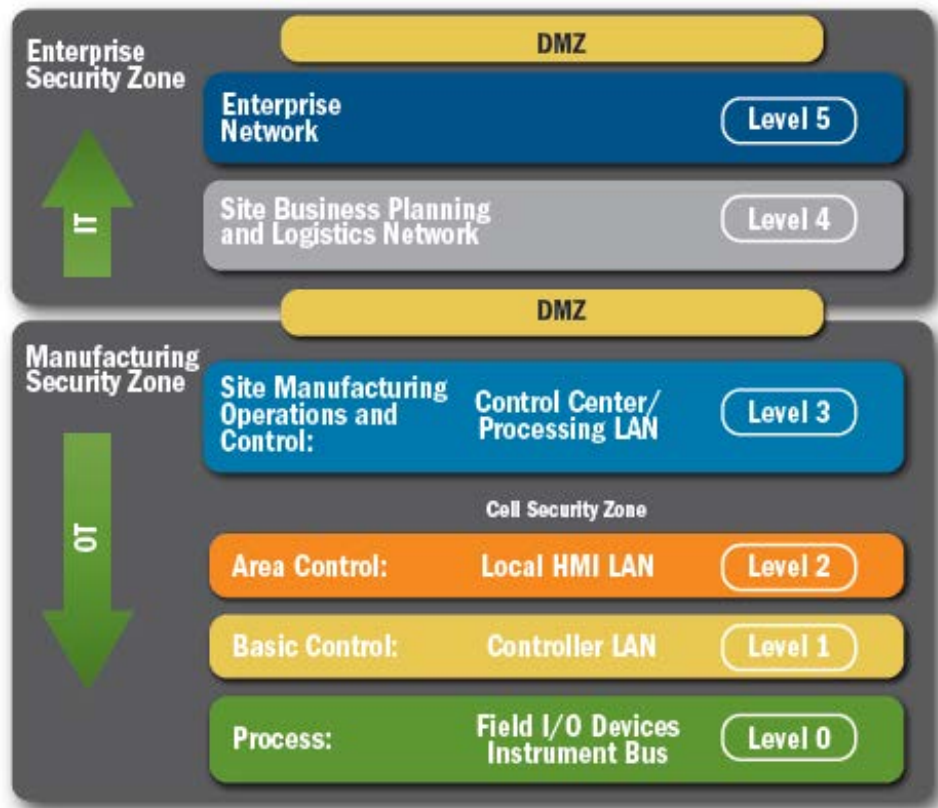 DMZ
Enterprise
Security Zone
Enterprise
Network
Level 5
IT
Site Business Planning
and Logistics Network
Level 4
DMZ
Manufacturing
Security Zone
Site Manufacturing
Operations and
Control:
Control Center/
Processing LAN
Level 3
OT
Cell Security Zone
Area Control:
Local HMI LAN
Level 2
Basic Control:
Controller LAN
Level 1
Process:
Field I/O Devices
Instrument Bus
Level 0